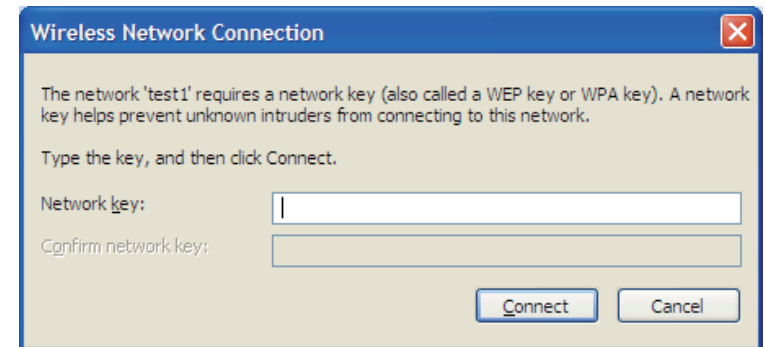 Wireless Network Connection
The network 'test1' requires a network key (also called a WEP key or WPA key). A network
key helps prevent unknown intruders from connecting to this network.
Type the key, and then click Connect.
Network key:
Confirm network key:
Connect Cancel